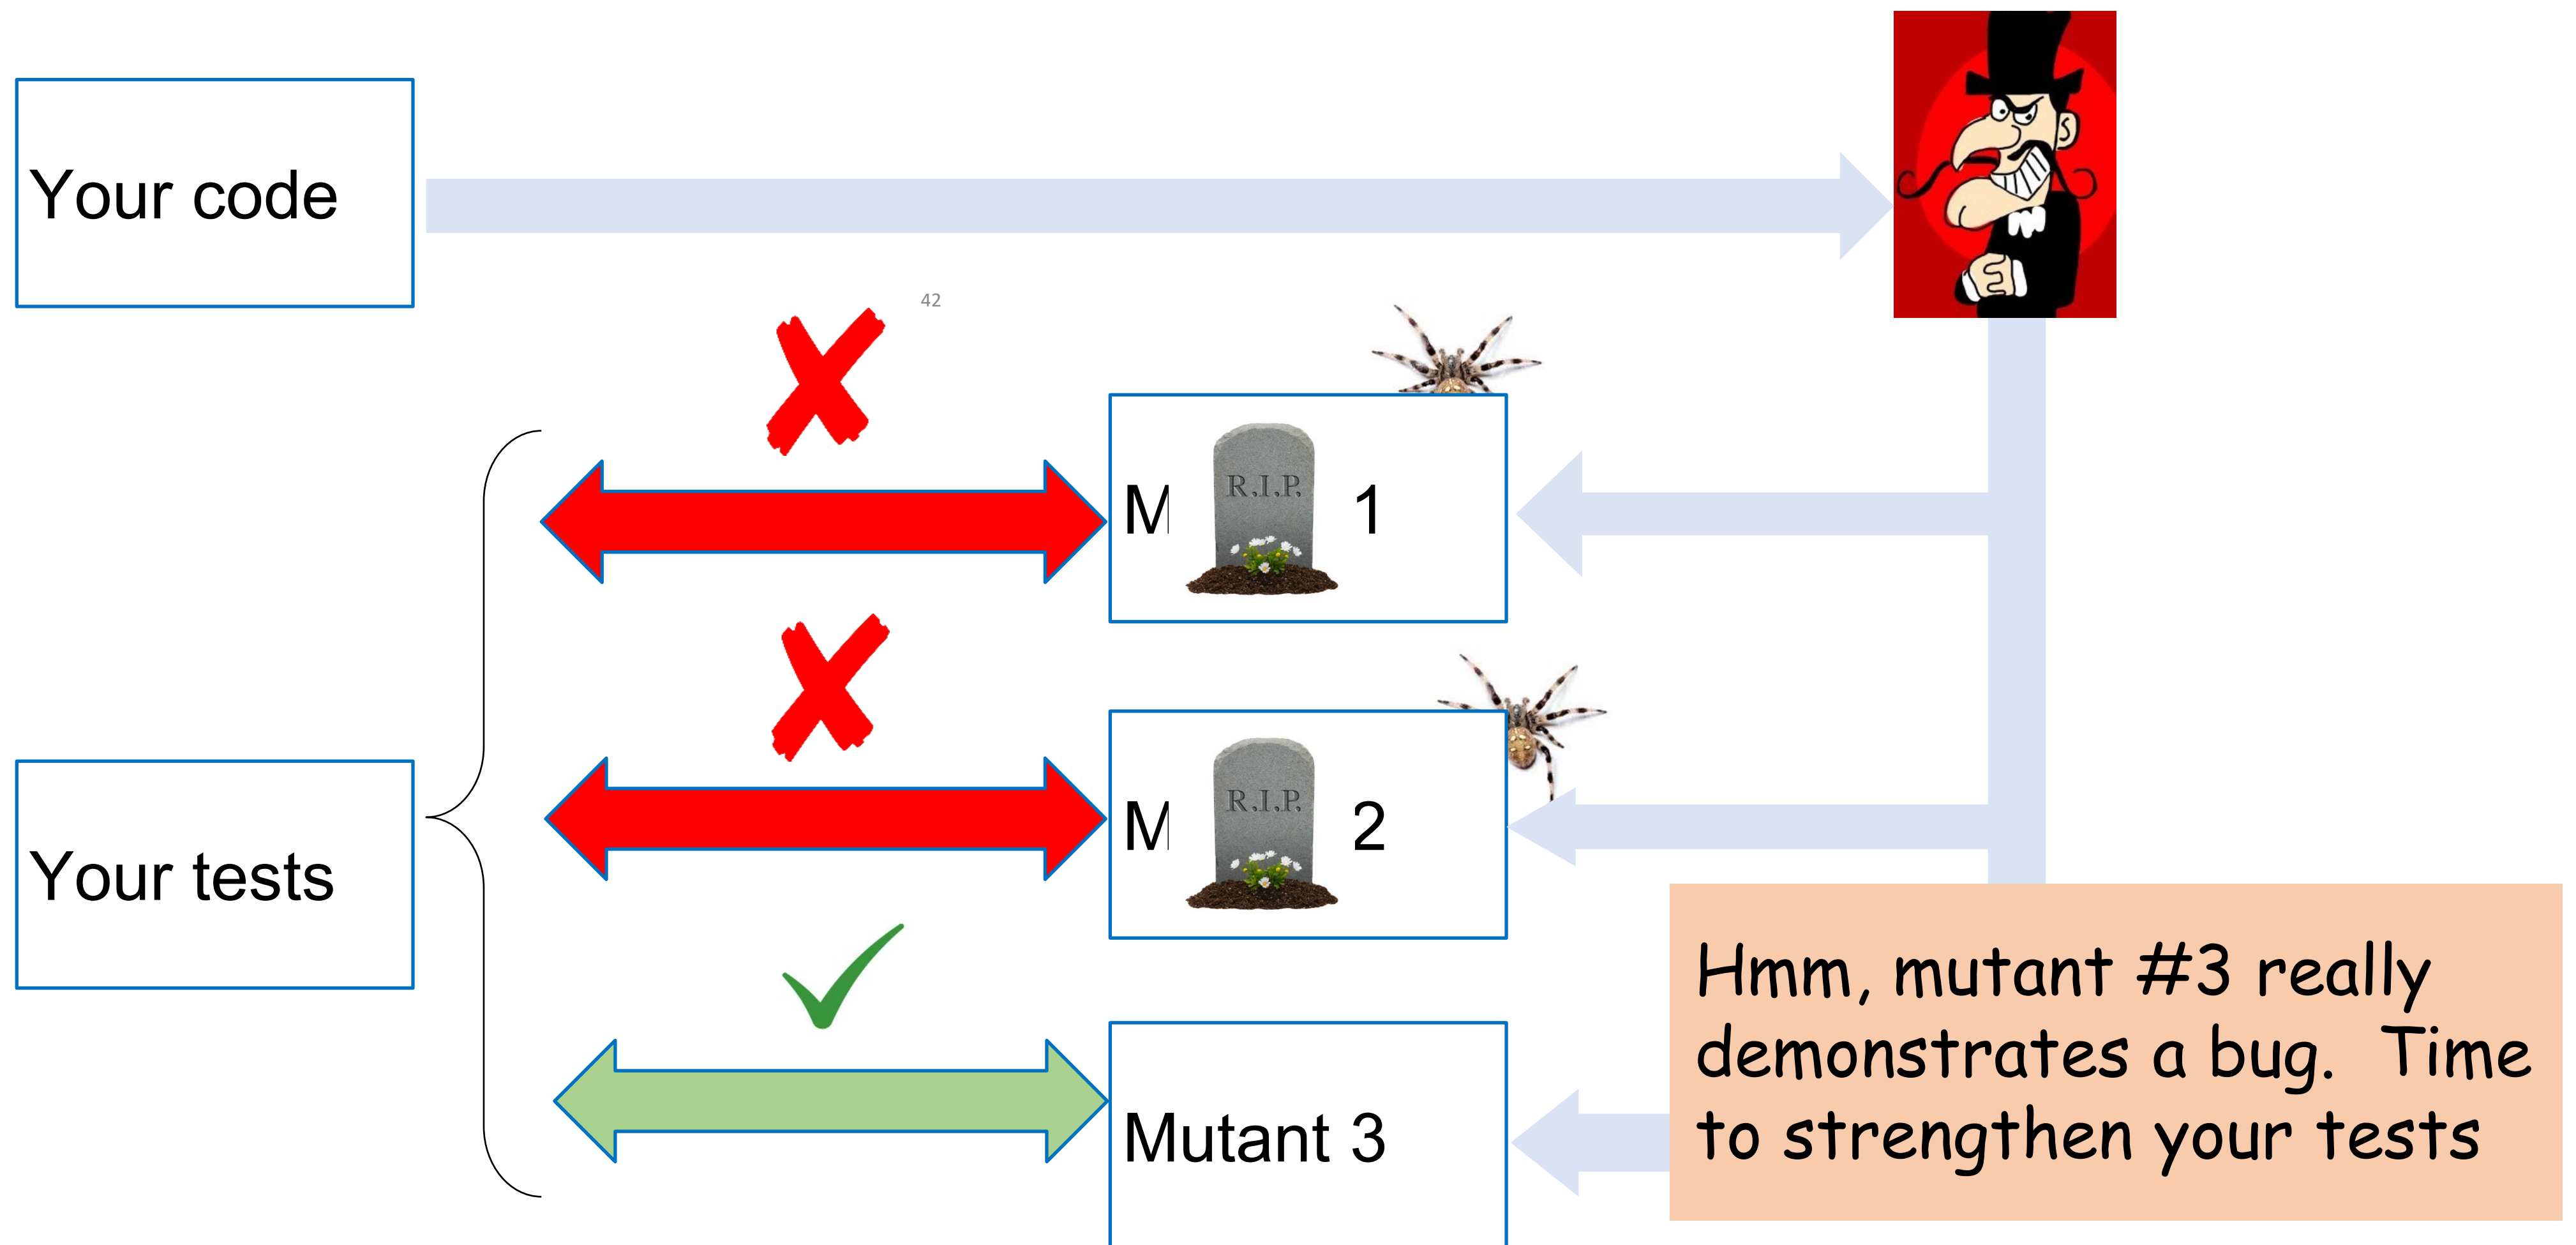 Your code
42
R.I.P.
M 1
R.I.P.
M 2
Your tests
Mutant 3
Hmm, mutant #3 really
demonstrates a bug. Time
to strengthen your tests